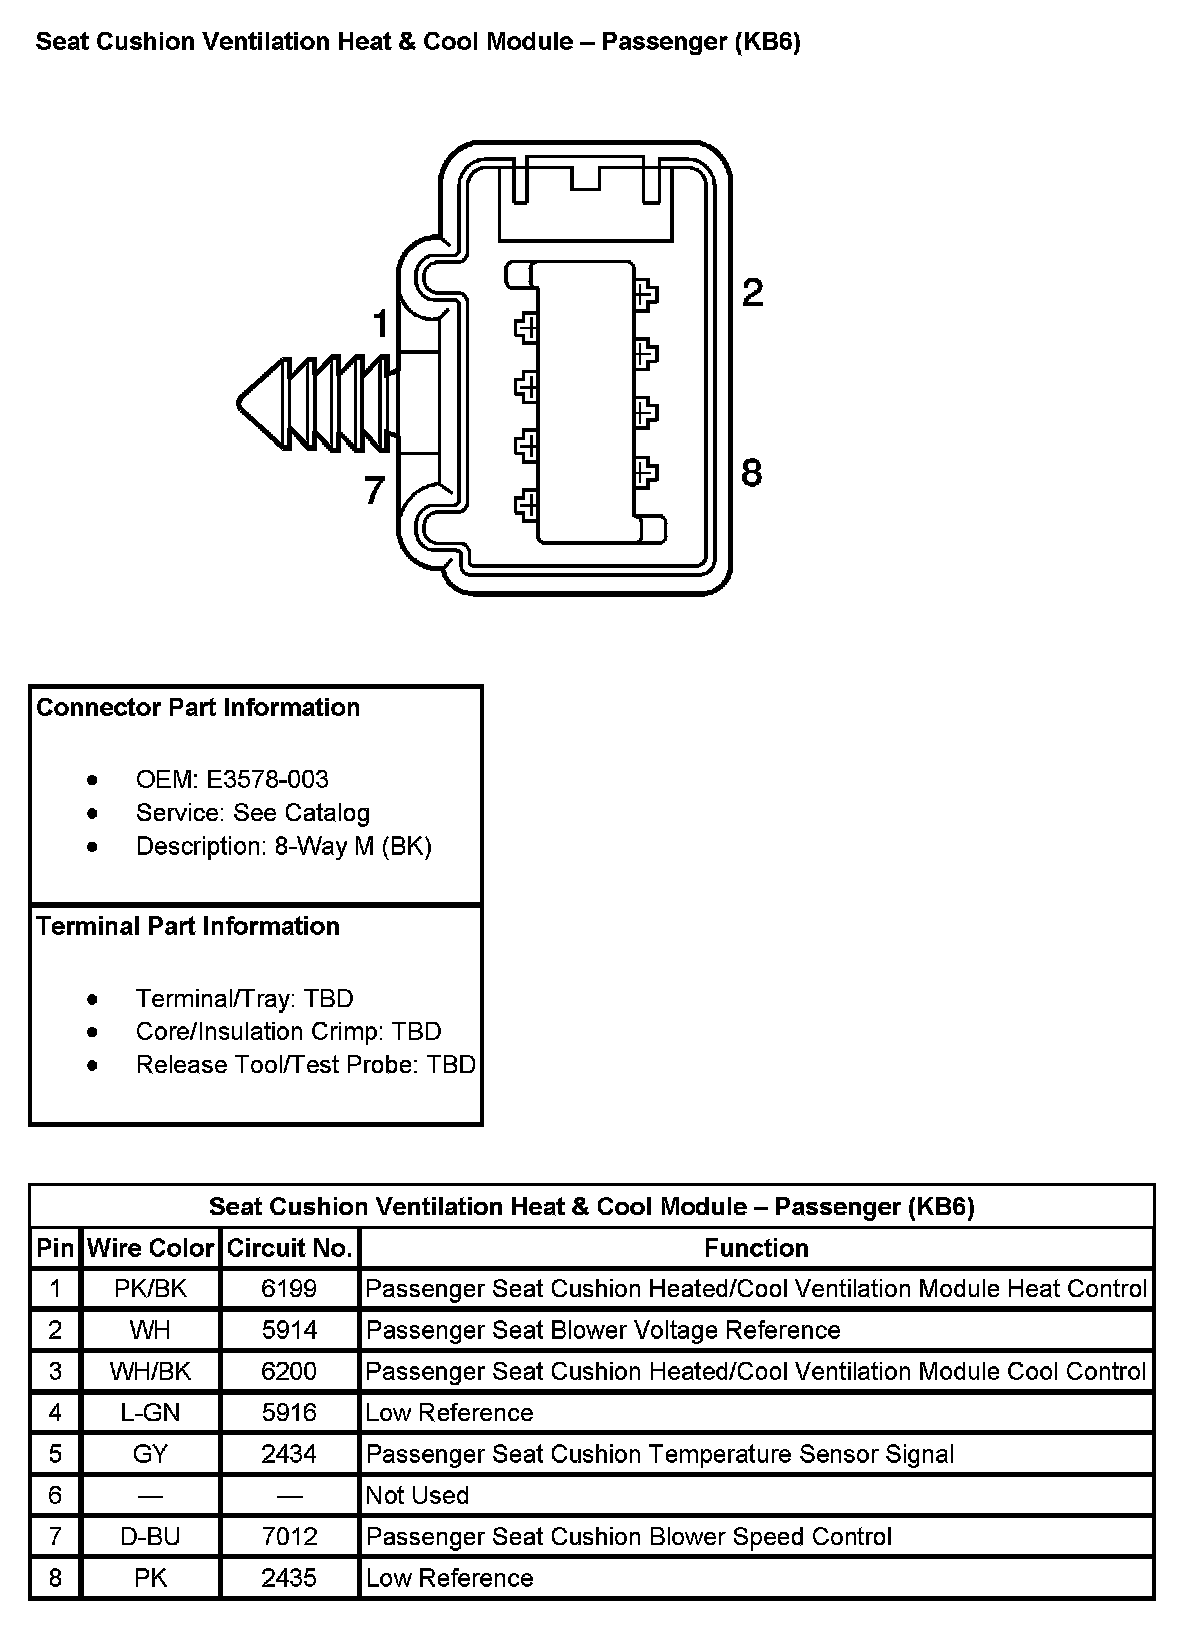 Seat Cushion Ventilation Heat & Cool Module – Passenger (KB6)
2
1
7
8
Connector Part Information
● OEM: E3578-003
● Service: See Catalog
● Description: 8-Way M (BK)
Terminal Part Information
● Terminal/Tray: TBD
● Core/Insulation Crimp: TBD
● Release Tool/Test Probe: TBD
Seat Cushion Ventilation Heat & Cool Module – Passenger (KB6)
Pin Wire Color Circuit No. Function
1 PK/BK 6199 Passenger Seat Cushion Heated/Cool Ventilation Module Heat Control
2 WH 5914 Passenger Seat Blower Voltage Reference
3 WH/BK 6200 Passenger Seat Cushion Heated/Cool Ventilation Module Cool Control
4 L-GN 5916 Low Reference
5 GY 2434 Passenger Seat Cushion Temperature Sensor Signal
6 — — Not Used
7 D-BU 7012 Passenger Seat Cushion Blower Speed Control
8 PK 2435 Low Reference